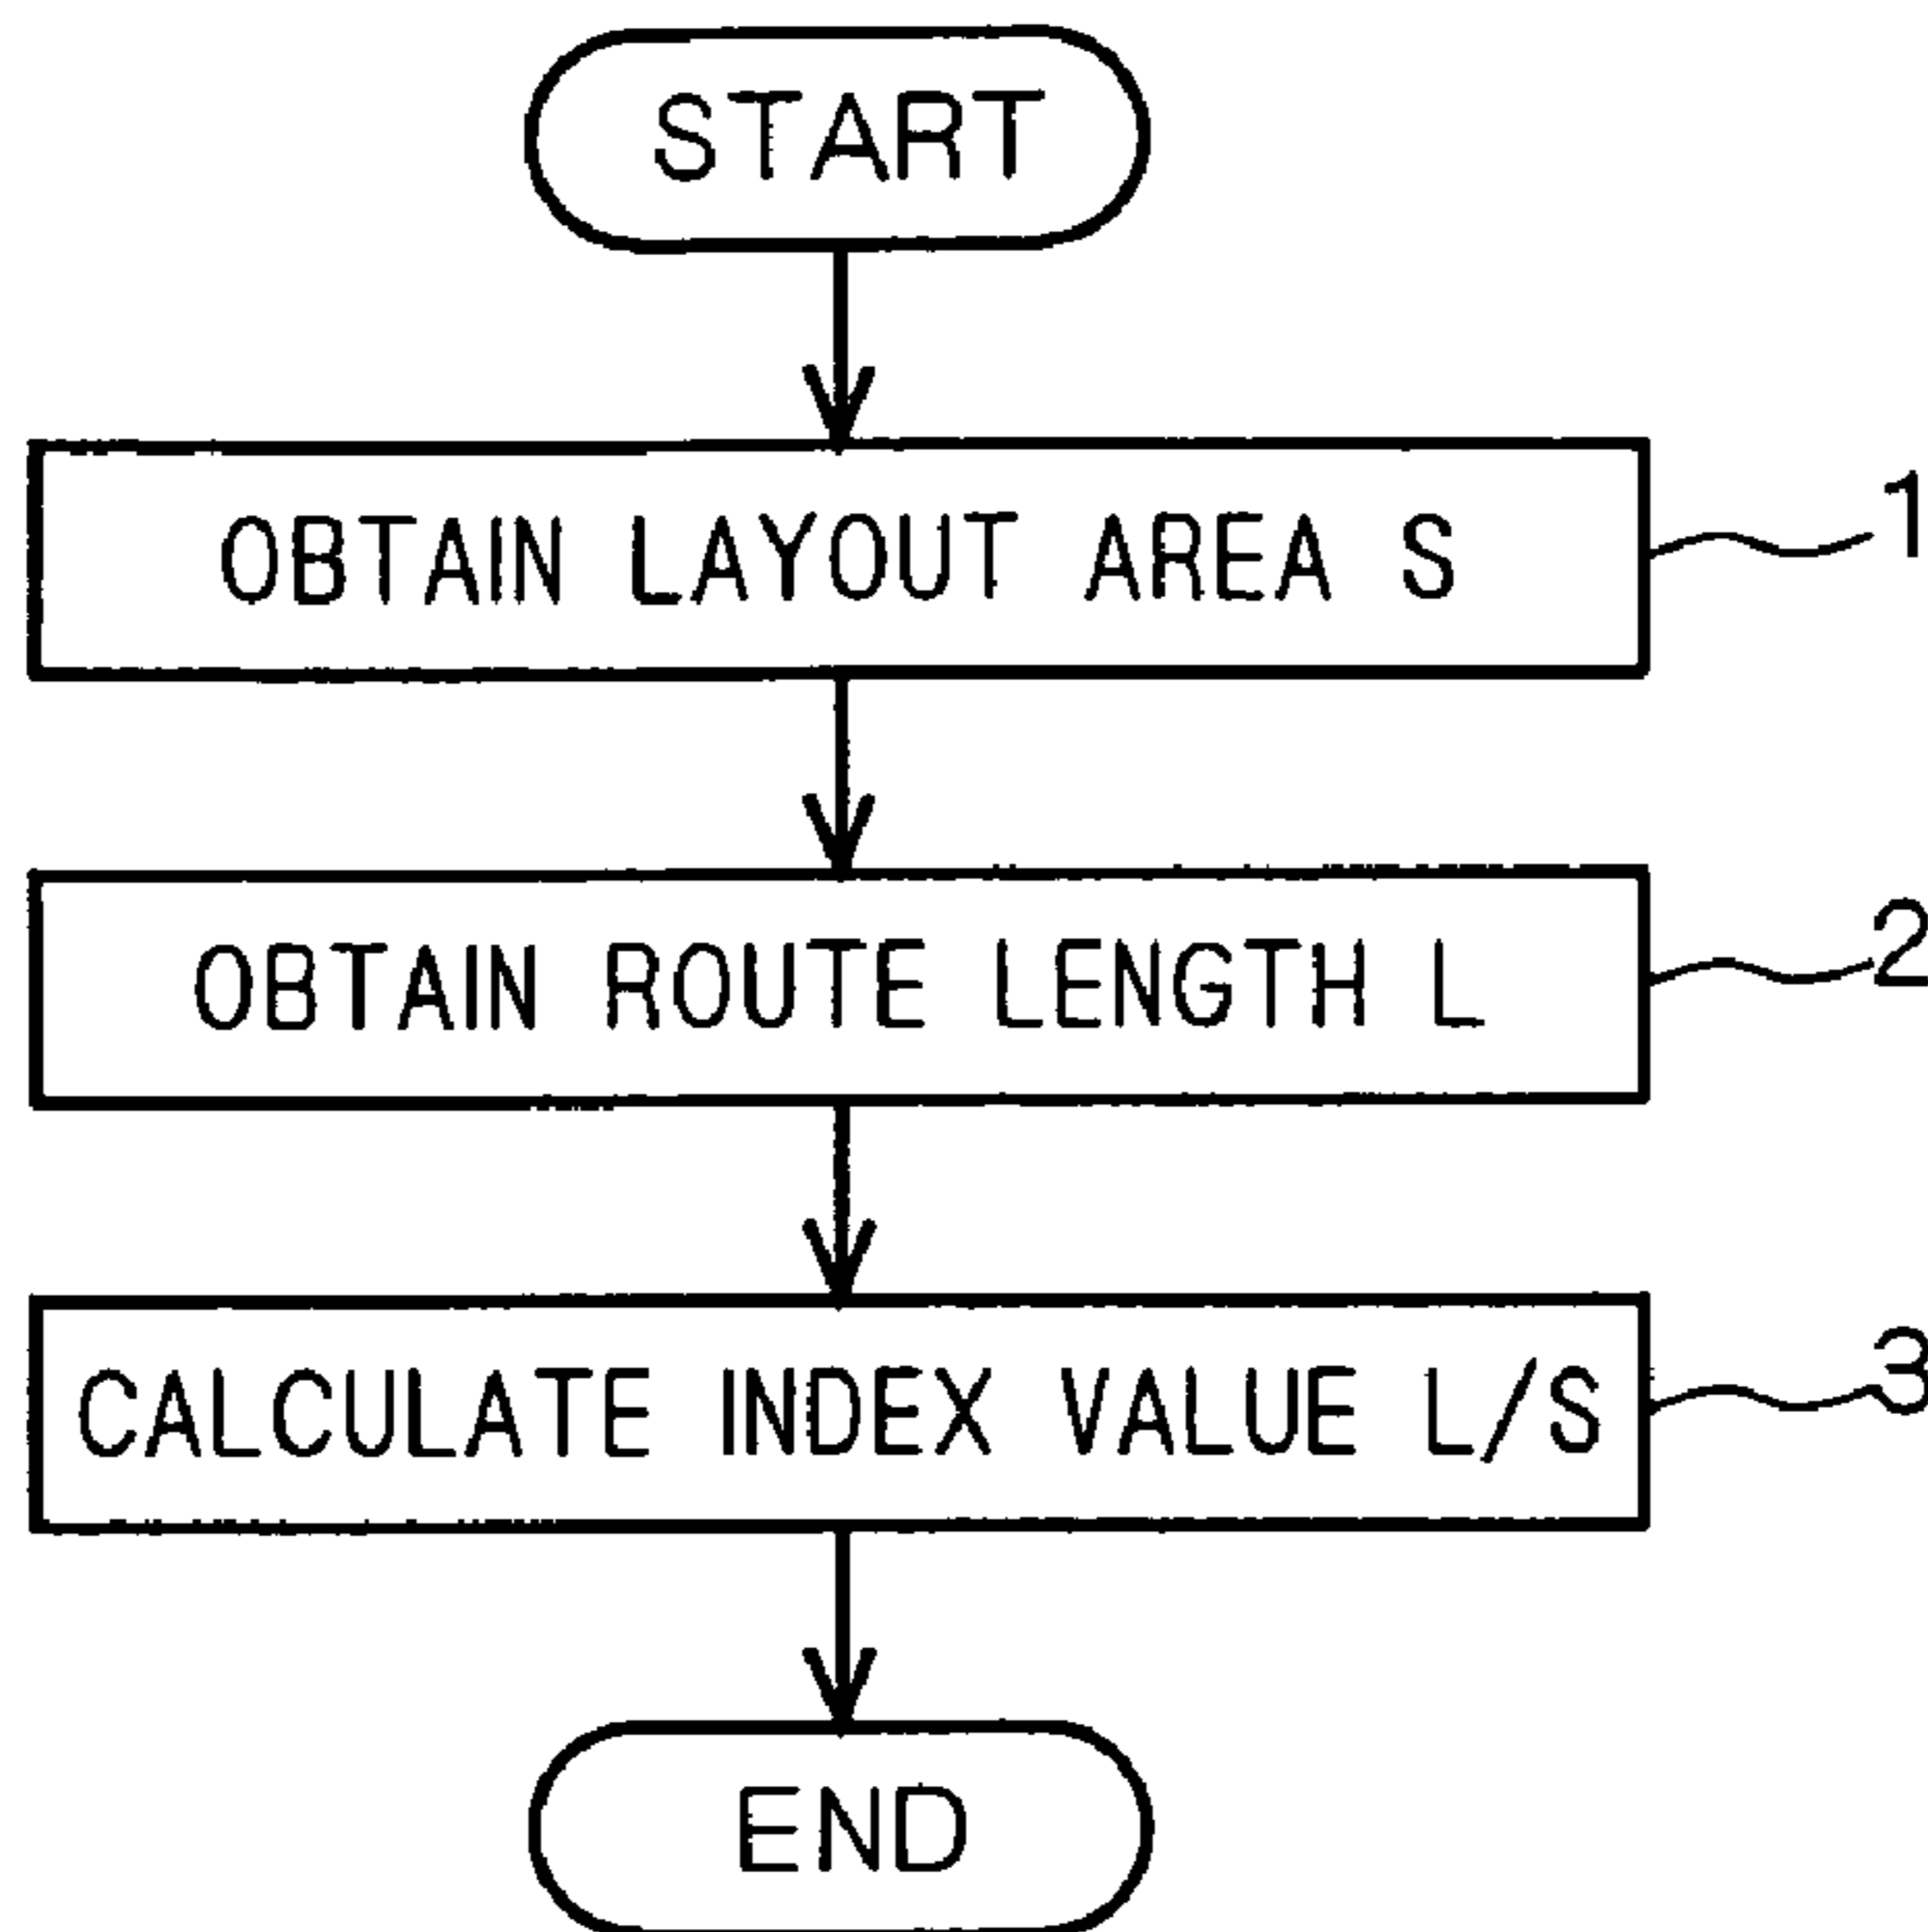 START
OBTAIN LAYOUT AREA S
1
OBTAIN ROUTE LENGTH L
2
CALCULATE INDEX VALUE L/S
3
END